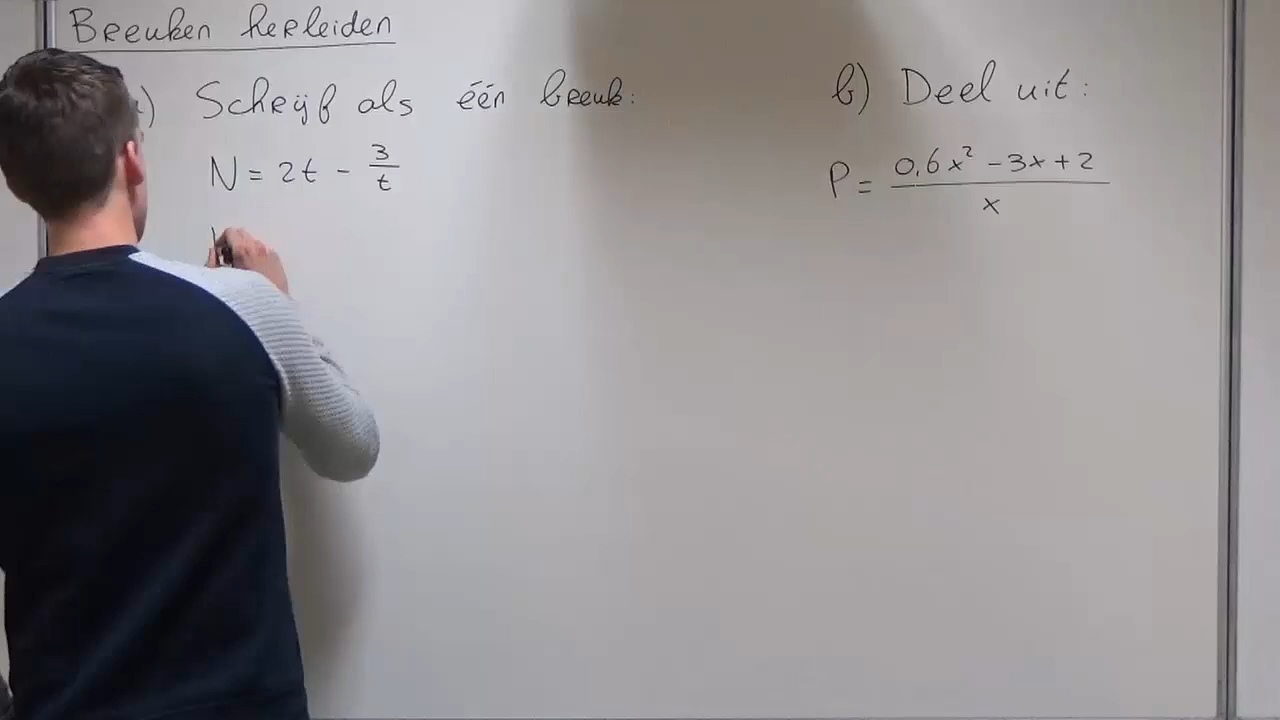 Breuken herleiden
) Schrijf als één breuk:
N = 2t - 3/t
b) Deel uit:
P = (0,6x² - 3x + 2)/x